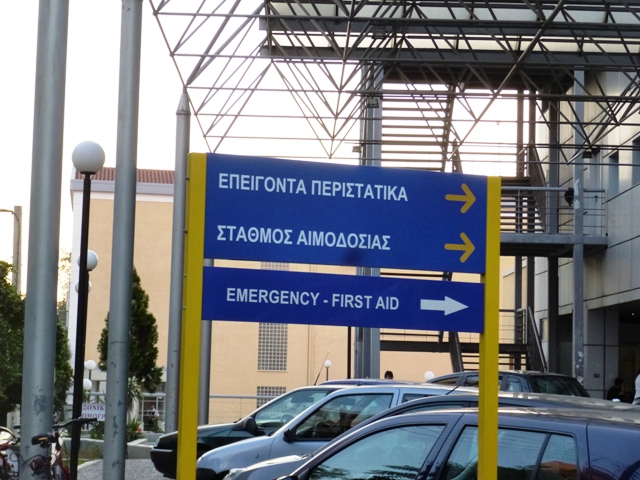 ΕΠΕΙΓΟΝΤΑ ΠΕΡΙΣΤΑΤΙΚΑ
ΣΤΑΘΜΟΣ ΑΙΜΟΔΟΣΙΑΣ
EMERGENCY - FIRST AID